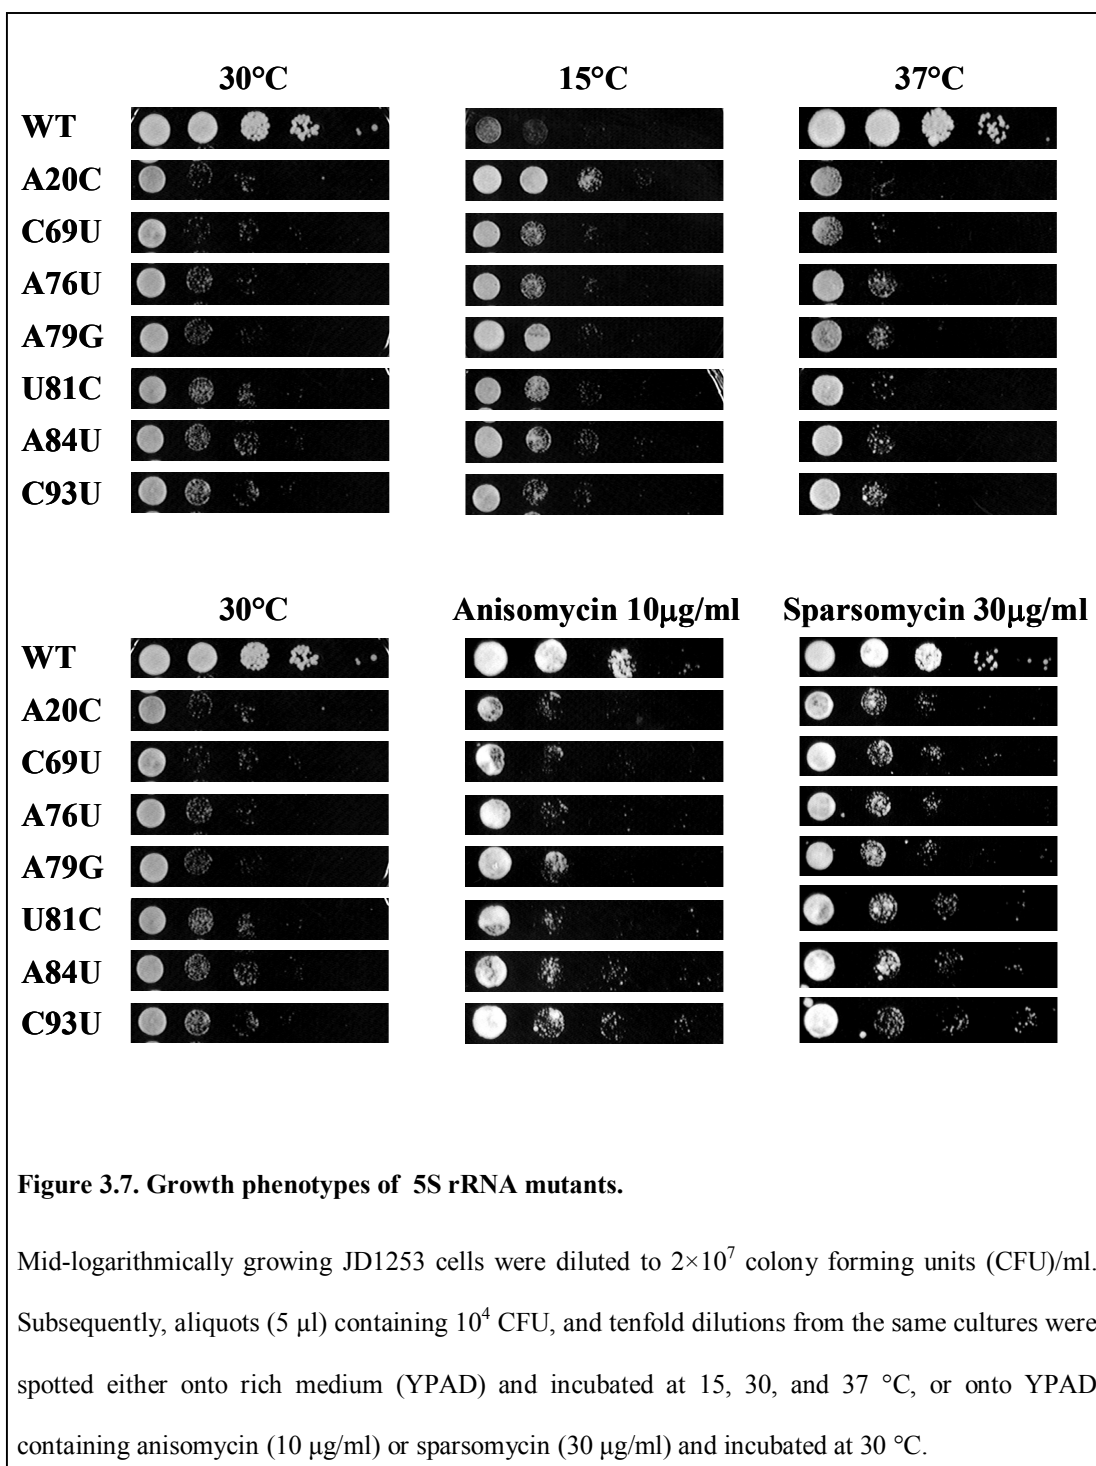 30°C 15°C 37°C
WT
A20C
C69U
A76U
A79G
U81C
A84U
C93U
30°C Anisomycin 10μg/ml Sparsomycin 30μg/ml
WT
A20C
C69U
A76U
A79G
U81C
A84U
C93U
Figure 3.7. Growth phenotypes of 5S rRNA mutants.
Mid-logarithmically growing JD1253 cells were diluted to 2×10⁷ colony forming units (CFU)/ml.
Subsequently, aliquots (5 μl) containing 10⁴ CFU, and tenfold dilutions from the same cultures were
spotted either onto rich medium (YPAD) and incubated at 15, 30, and 37 °C, or onto YPAD
containing anisomycin (10 μg/ml) or sparsomycin (30 μg/ml) and incubated at 30 °C.